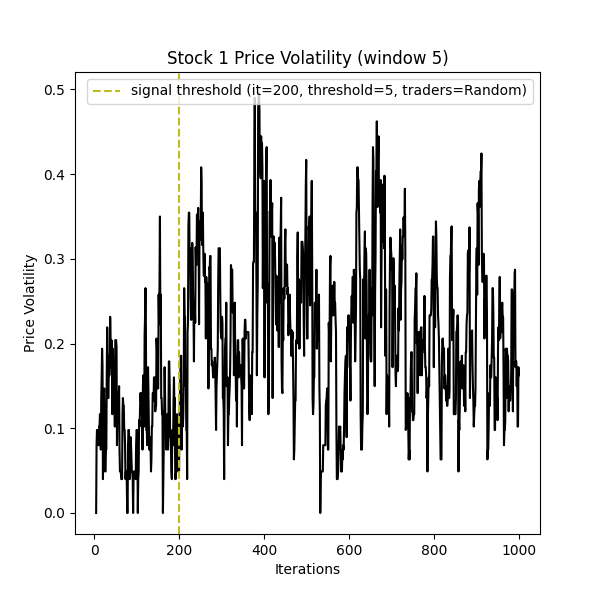 Stock 1 Price Volatility (window 5)
signal threshold (it=200, threshold=5, traders=Random)
0.5
0.4
0.3
0.2
0.1
0.0
Price Volatility
0 200 400 600 800 1000
Iterations